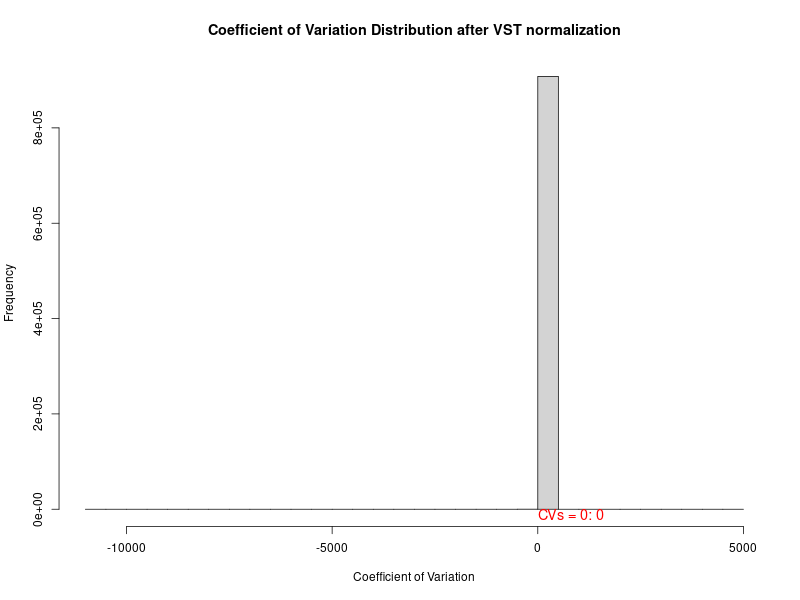 Coefficient of Variation Distribution after VST normalization
8e+05
6e+05
4e+05
2e+05
0e+00
Frequency
CVs = 0: 0
-10000
-5000
0
5000
Coefficient of Variation